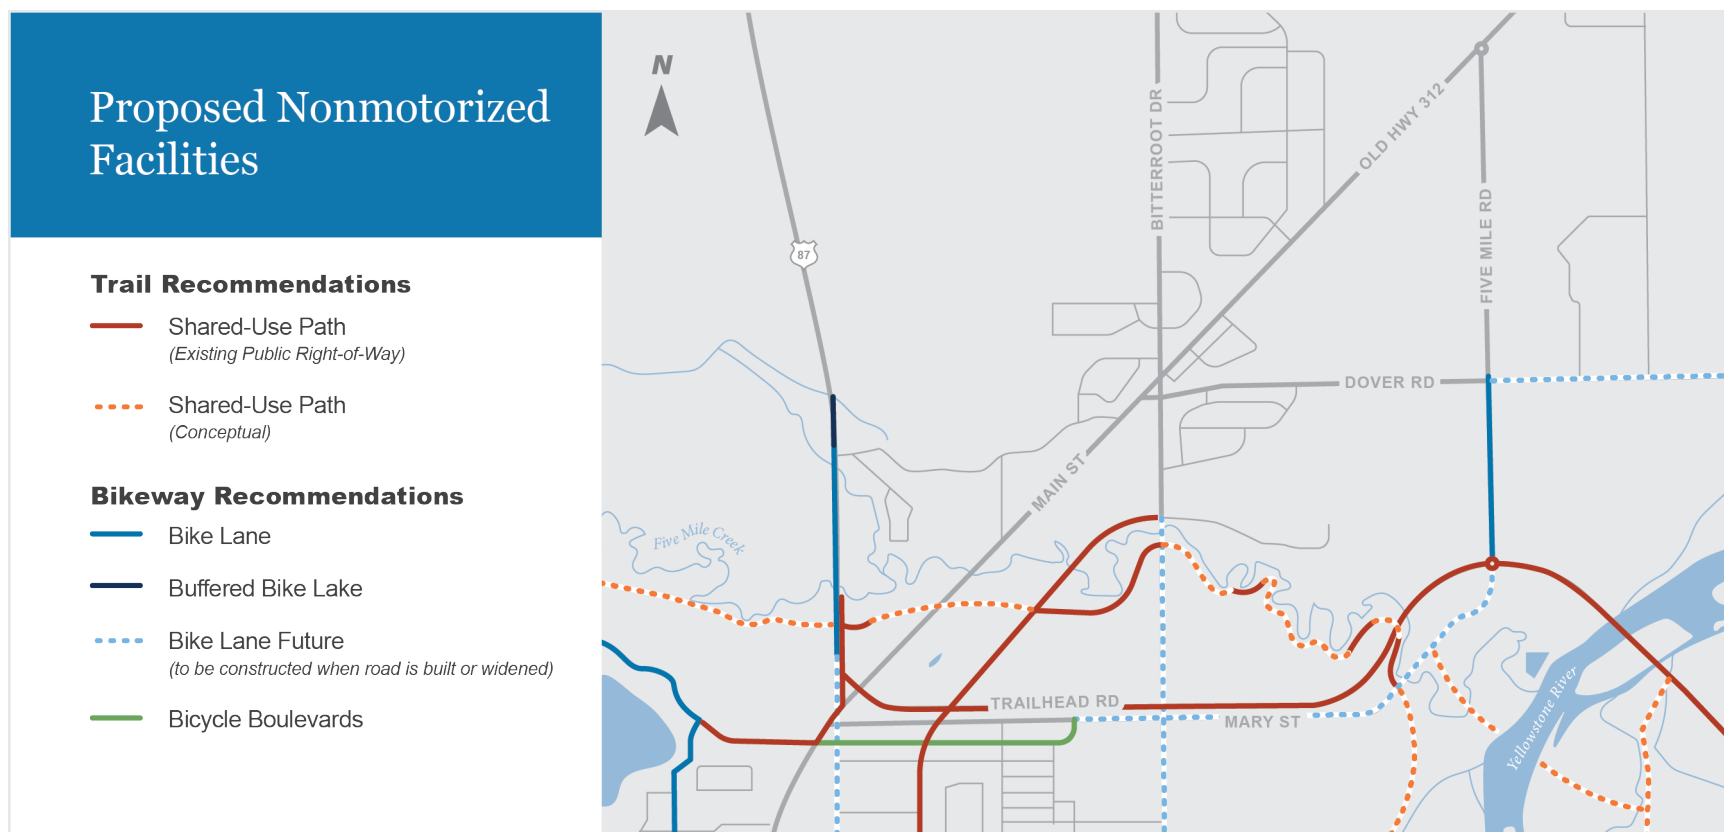 Proposed Nonmotorized
Facilities
Trail Recommendations
Shared-Use Path
(Existing Public Right-of-Way)
Shared-Use Path
(Conceptual)
Bikeway Recommendations
Bike Lane
Buffered Bike Lake
Bike Lane Future
(to be constructed when road is built or widened)
Bicycle Boulevards
N
87
BITTERROOT DR
OLD HWY 312
FIVE MILE RD
DOVER RD
MAIN ST
Five Mile Creek
TRAILHEAD RD
MARY ST
Yellowstone River